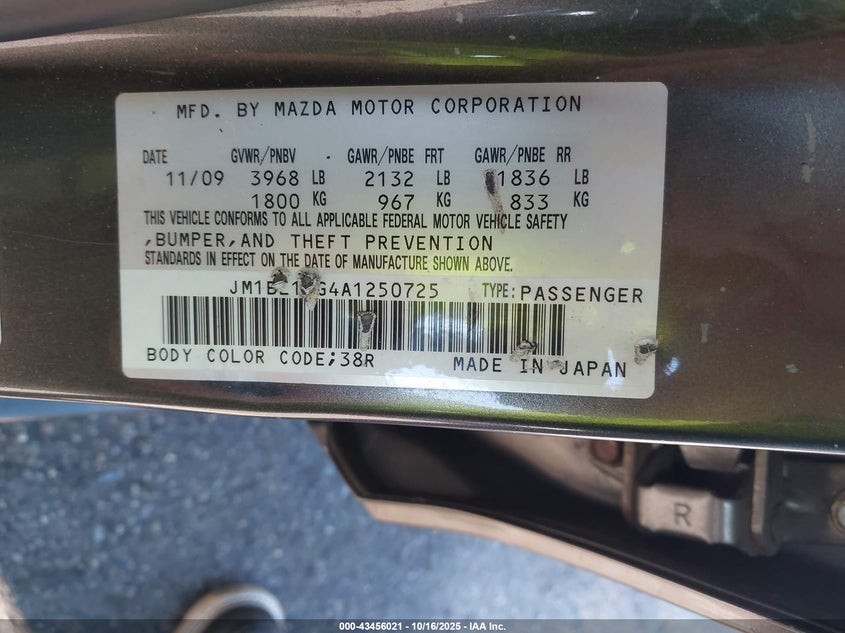 MFD. BY MAZDA MOTOR CORPORATION
DATE GVWR/PNBV GAWR/PNBE FRT GAWR/PNBE RR
11/09 3968 LB 2132 LB 1836 LB
1800 KG 967 KG 833 KG
THIS VEHICLE CONFORMS TO ALL APPLICABLE FEDERAL MOTOR VEHICLE SAFETY
,BUMPER,AND THEFT PREVENTION
STANDARDS IN EFFECT ON THE DATE OF MANUFACTURE SHOWN ABOVE.
TYPE:PASSENGER
BODY COLOR CODE;38R MADE IN JAPAN
R
000-43456021 - 10/16/2025 - IAA Inc.